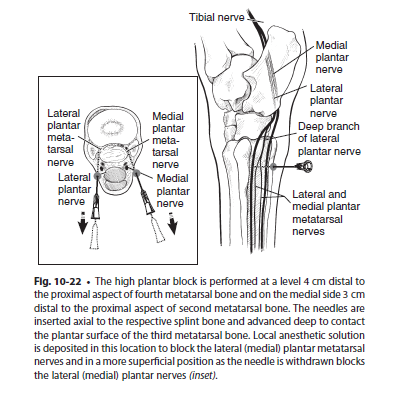 Tibial nerve
Medial
plantar
nerve
Lateral
plantar
nerve
Deep branch
of lateral
plantar nerve
Lateral and
medial plantar
metatarsal
nerves
Lateral
plantar
meta-
tarsal
nerve
Lateral
plantar
nerve
Medial
plantar
meta-
tarsal
nerve
Medial
plantar
nerve
Fig. 10-22 • The high plantar block is performed at a level 4 cm distal to
the proximal aspect of fourth metatarsal bone and on the medial side 3 cm
distal to the proximal aspect of second metatarsal bone. The needles are
inserted axial to the respective splint bone and advanced deep to contact
the plantar surface of the third metatarsal bone. Local anesthetic solution
is deposited in this location to block the lateral (medial) plantar metatarsal
nerves and in a more superficial position as the needle is withdrawn blocks
the lateral (medial) plantar nerves (inset).